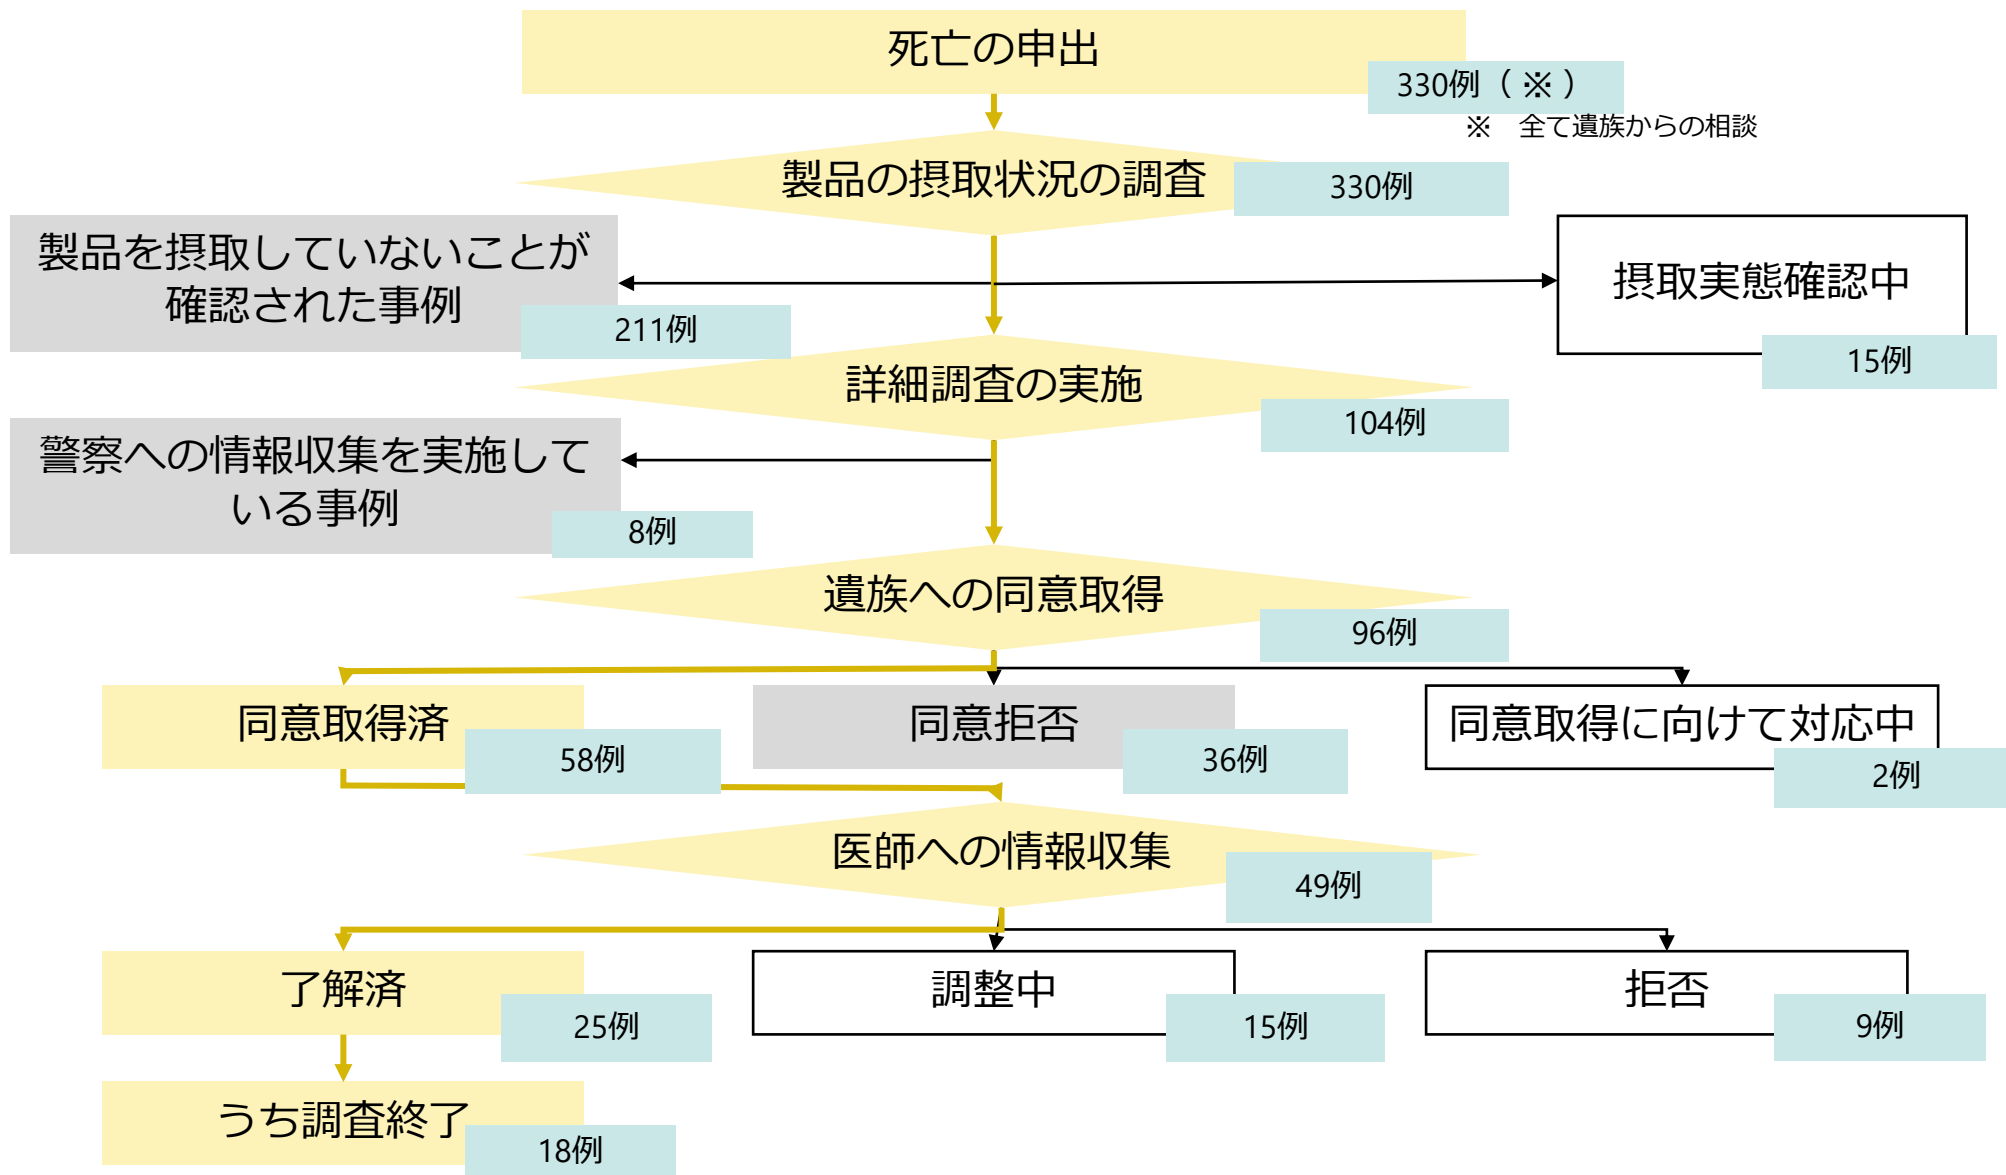 死亡の申出
330例（※）
※　全て遺族からの相談
製品の摂取状況の調査
330例
製品を摂取していないことが
確認された事例
211例
摂取実態確認中
15例
詳細調査の実施
104例
警察への情報収集を実施して
いる事例
8例
遺族への同意取得
96例
同意取得済
58例
同意拒否
36例
同意取得に向けて対応中
2例
医師への情報収集
49例
了解済
25例
調整中
15例
拒否
9例
うち調査終了
18例